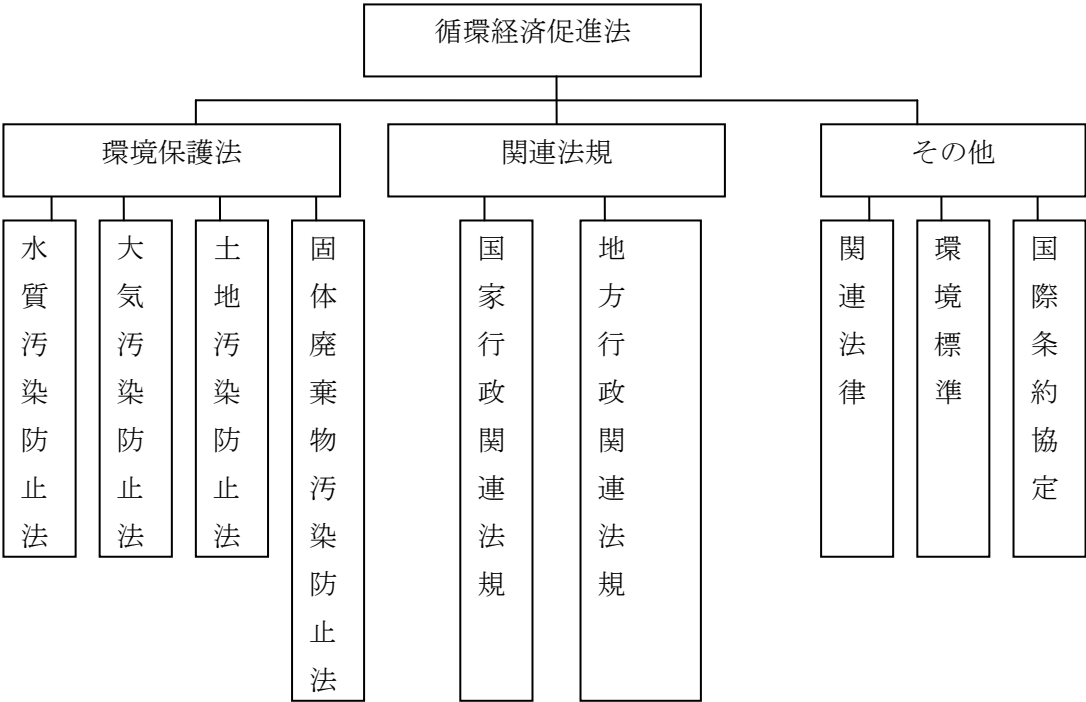 循環経済促進法
環境保護法
関連法規
その他
水質汚染防止法
大気汚染防止法
土地汚染防止法
固体廃棄物汚染防止法
国家行政関連法規
地方行政関連法規
関連法律
環境標準
国際条約協定